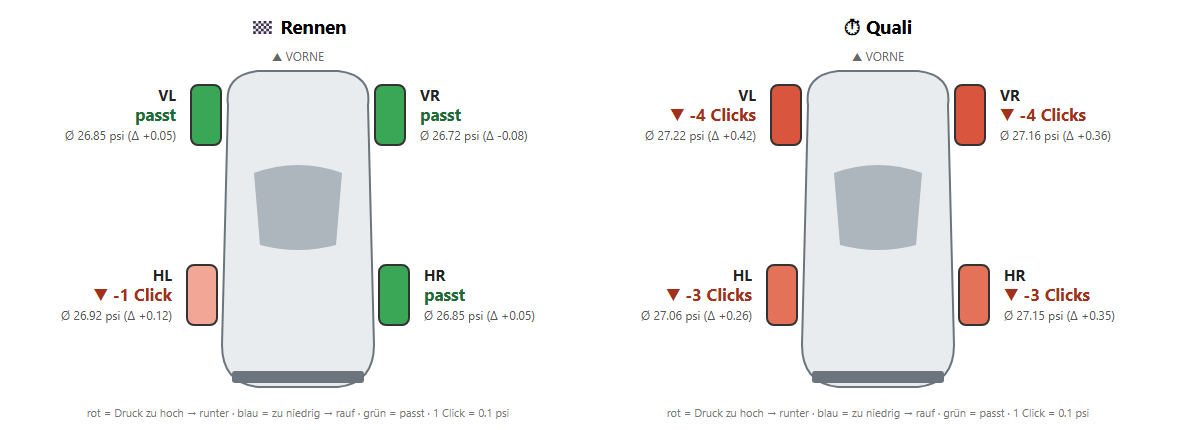 🏁 Rennen
▲ VORNE
VL
passt
Ø 26.85 psi (Δ +0.05)
VR
passt
Ø 26.72 psi (Δ -0.08)
HL
▼ -1 Click
Ø 26.92 psi (Δ +0.12)
HR
passt
Ø 26.85 psi (Δ +0.05)
rot = Druck zu hoch → runter · blau = zu niedrig → rauf · grün = passt · 1 Click = 0.1 psi
⏱ Quali
▲ VORNE
VL
▼ -4 Clicks
Ø 27.22 psi (Δ +0.42)
VR
▼ -4 Clicks
Ø 27.16 psi (Δ +0.36)
HL
▼ -3 Clicks
Ø 27.06 psi (Δ +0.26)
HR
▼ -3 Clicks
Ø 27.15 psi (Δ +0.35)
rot = Druck zu hoch → runter · blau = zu niedrig → rauf · grün = passt · 1 Click = 0.1 psi